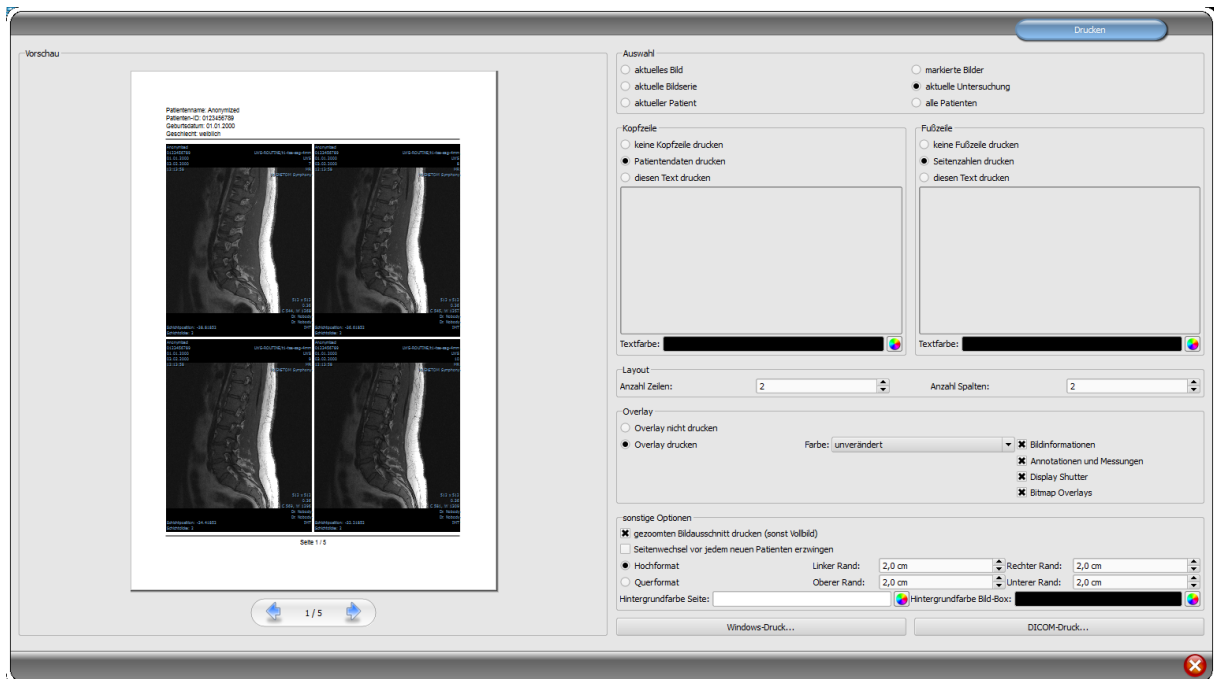 Drucken
Vorschau
Patientenname: Anonymized
Patienten-ID: 0123456789
Geburtsdatum: 01.01.2000
Geschlecht: weiblich
Seite 1 / 5
1 / 5
Auswahl
aktuelles Bild
markierte Bilder
aktuelle Bildserie
aktuelle Untersuchung
aktueller Patient
alle Patienten
Kopfzeile
keine Kopfzeile drucken
Patientendaten drucken
diesen Text drucken
Textfarbe:
Fußzeile
keine Fußzeile drucken
Seitenzahlen drucken
diesen Text drucken
Textfarbe:
Layout
Anzahl Zeilen: 2 Anzahl Spalten: 2
Overlay
Overlay nicht drucken
Overlay drucken Farbe: unverändert Bildinformationen
Annotationen und Messungen
Display Shutter
Bitmap Overlays
sonstige Optionen
gezoomten Bildausschnitt drucken (sonst Vollbild)
Seitenwechsel vor jedem neuen Patienten erzwingen
Hochformat Linker Rand: 2,0 cm Rechter Rand: 2,0 cm
Querformat Oberer Rand: 2,0 cm Unterer Rand: 2,0 cm
Hintergrundfarbe Seite: Hintergrundfarbe Bild-Box:
Windows-Druck... DICOM-Druck...